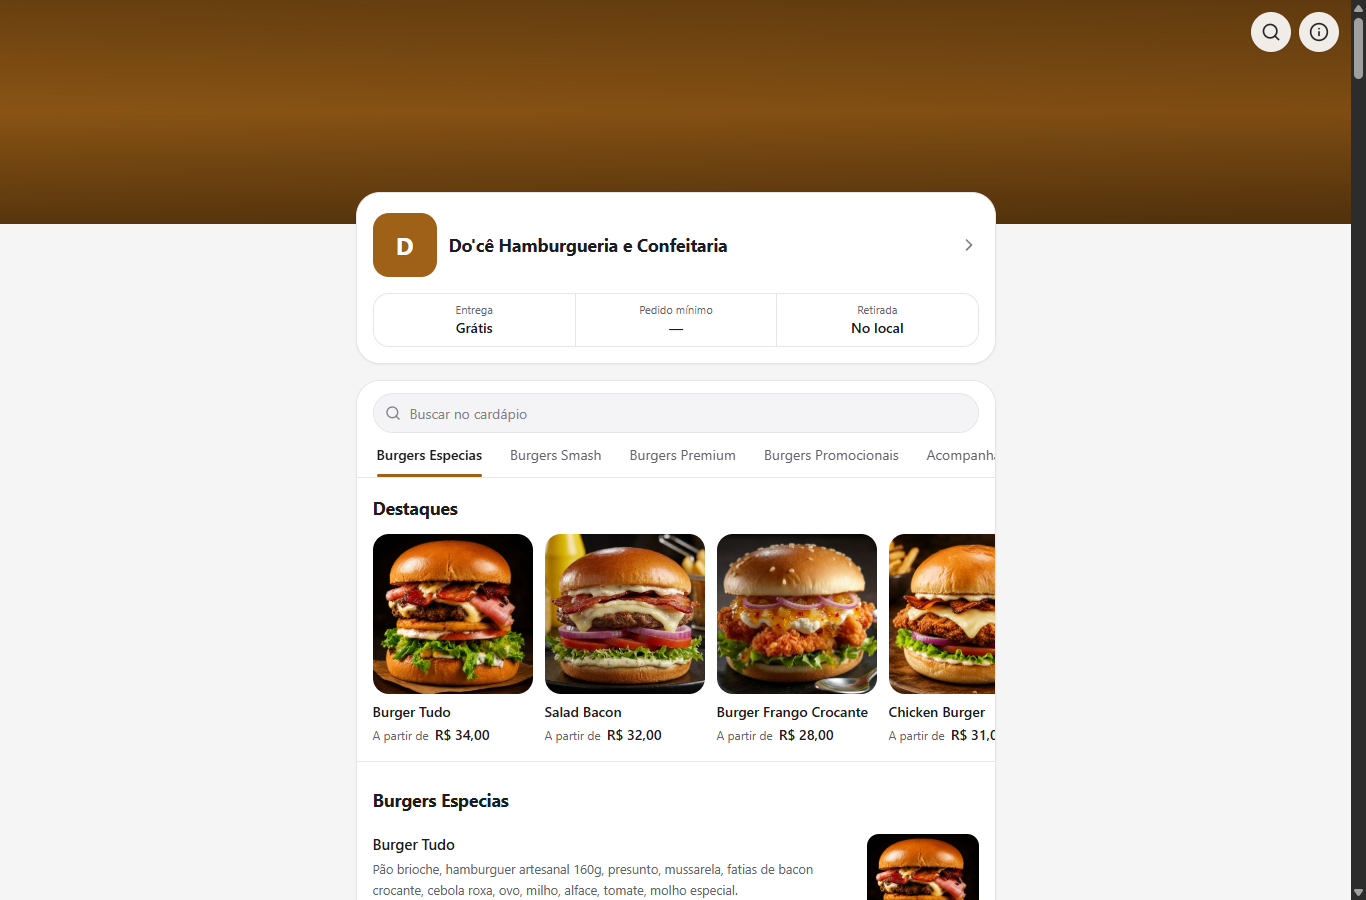 D
Do'cê Hamburgueria e Confeitaria
Entrega
Grátis
Pedido mínimo
—
Retirada
No local
Buscar no cardápio
Burgers Especias
Burgers Smash
Burgers Premium
Burgers Promocionais
Acompanha
Destaques
Burger Tudo
A partir de R$ 34,00
Salad Bacon
A partir de R$ 32,00
Burger Frango Crocante
A partir de R$ 28,00
Chicken Burger
A partir de R$ 31,0
Burgers Especias
Burger Tudo
Pão brioche, hamburguer artesanal 160g, presunto, mussarela, fatias de bacon
crocante, cebola roxa, ovo, milho, alface, tomate, molho especial.